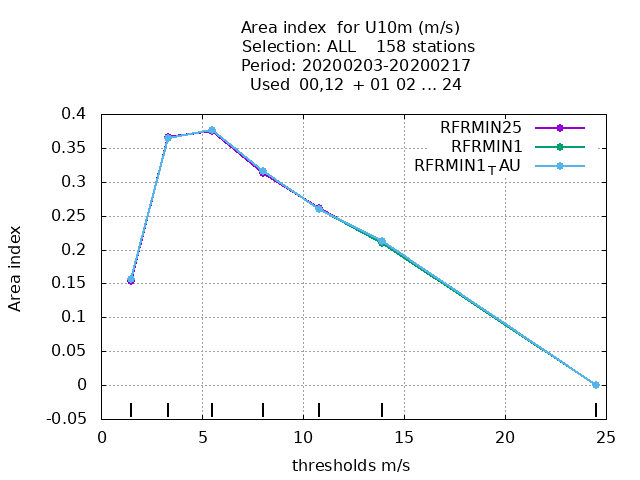 Area index  for U10m (m/s)
Selection: ALL    158 stations
Period: 20200203-20200217
Used  00,12  + 01 02 ... 24
RFRMIN25
RFRMIN1
RFRMIN1TAU
0.4
0.35
0.3
0.25
0.2
0.15
0.1
0.05
0
-0.05
Area index
0 5 10 15 20 25
thresholds m/s